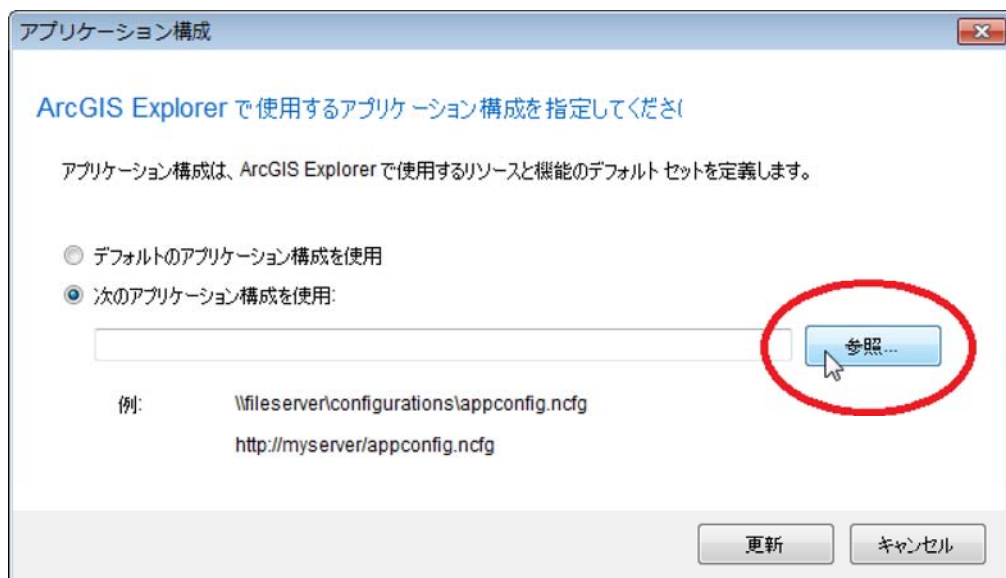 アプリケーション構成
ArcGIS Explorer で使用するアプリケーション構成を指定してくださ
アプリケーション構成は、ArcGIS Explorer で使用するリソースと機能のデフォルト セットを定義します。
デフォルトのアプリケーション構成を使用
次のアプリケーション構成を使用:
参照...
例: \\fileserver\configurations\appconfig.ncfg
http://myserver/appconfig.ncfg
更新 キャンセル